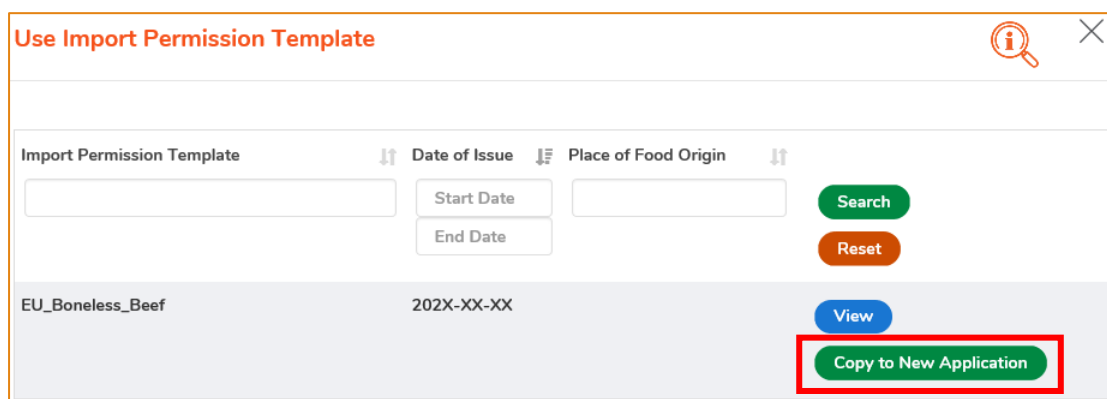 Use Import Permission Template
Import Permission Template Date of Issue Place of Food Origin
Start Date
Search
End Date
Reset
EU_Boneless_Beef 202X-XX-XX
View
Copy to New Application